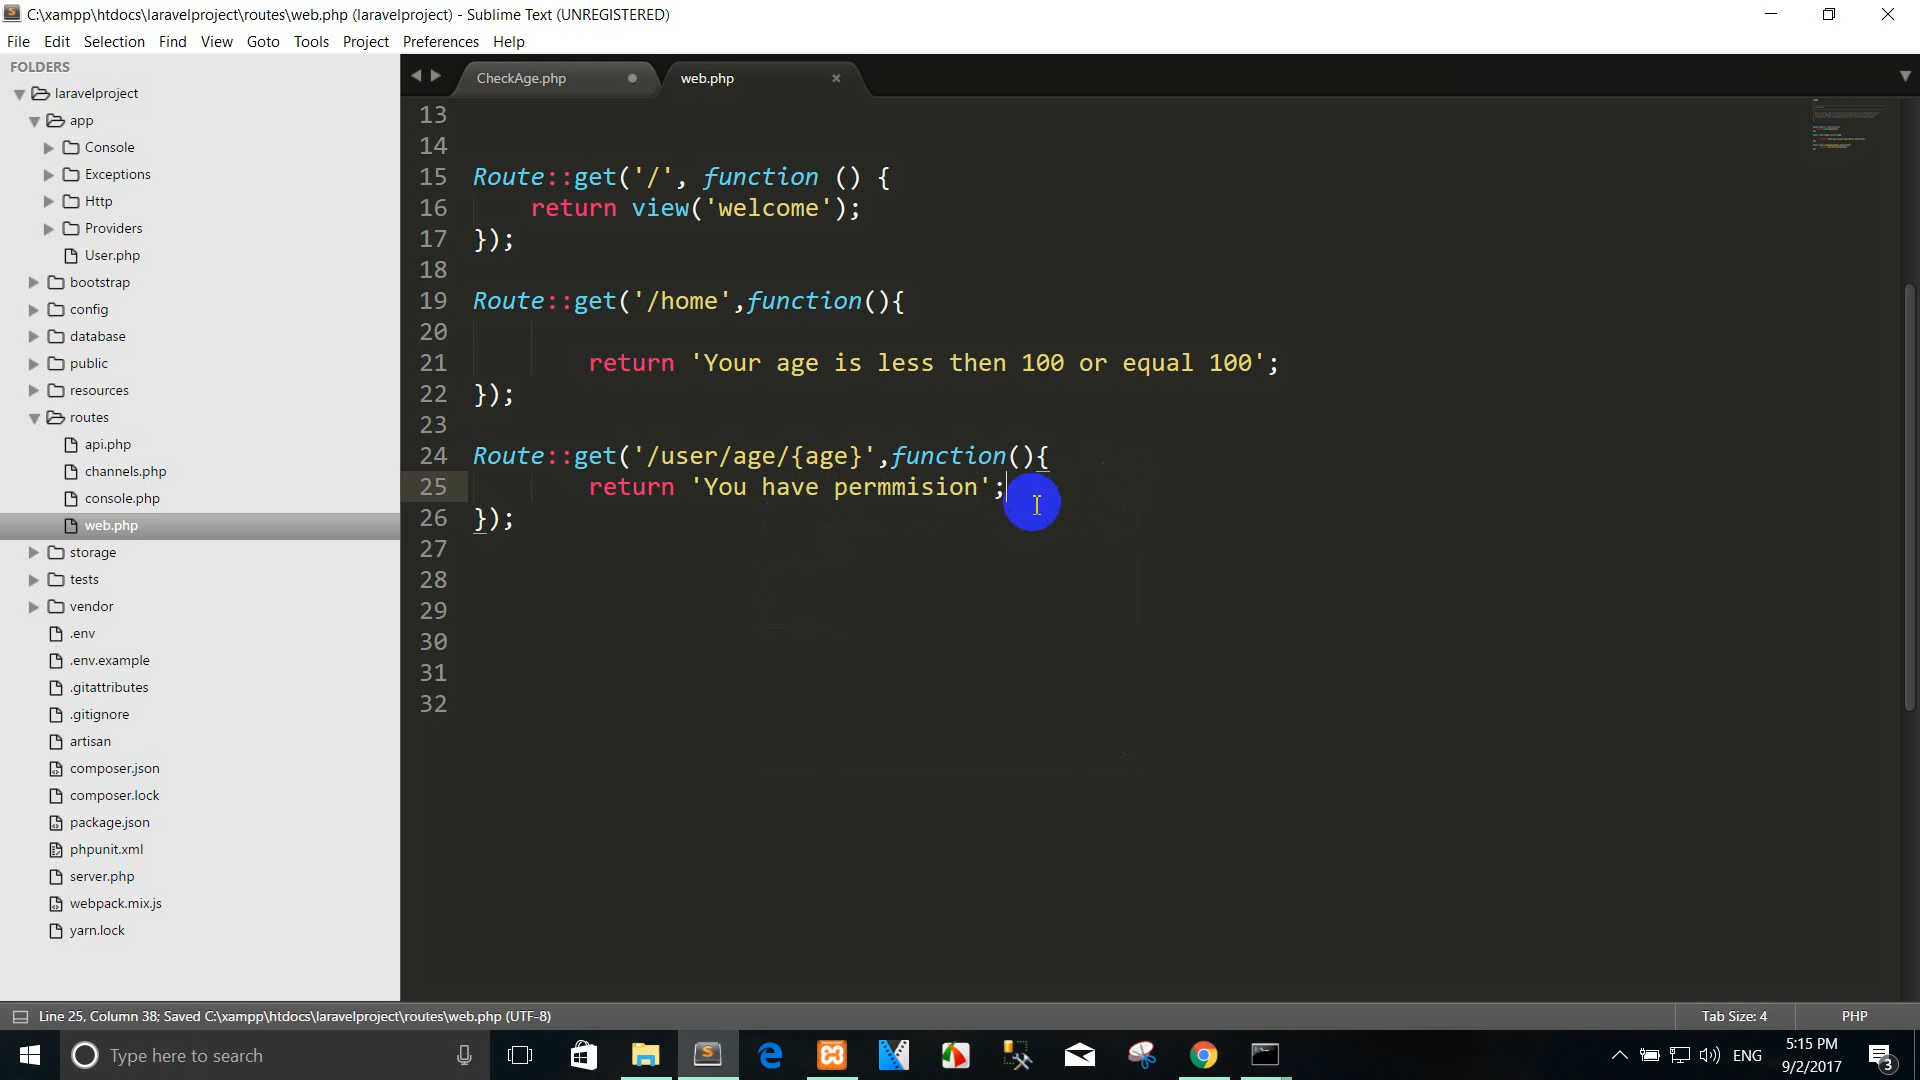 C:\xampp\htdocs\laravelproject\routes\web.php (laravelproject) - Sublime Text (UNREGISTERED)
File Edit Selection Find View Goto Tools Project Preferences Help
FOLDERS
laravelproject
app
Console
Exceptions
Http
Providers
User.php
bootstrap
config
database
public
resources
routes
api.php
channels.php
console.php
web.php
storage
tests
vendor
.env
.env.example
.gitattributes
.gitignore
artisan
composer.json
composer.lock
package.json
phpunit.xml
server.php
webpack.mix.js
yarn.lock
CheckAge.php web.php
13
14
15 Route::get('/', function () {
16 return view('welcome');
17 });
18
19 Route::get('/home',function(){
20
21 return 'Your age is less then 100 or equal 100';
22 });
23
24 Route::get('/user/age/{age}',function(){
25 return 'You have permmision';
26 });
27
28
29
30
31
32
Line 25, Column 38; Saved C:\xampp\htdocs\laravelproject\routes\web.php (UTF-8) Tab Size: 4 PHP
Type here to search
ENG
5:15 PM
9/2/2017
3